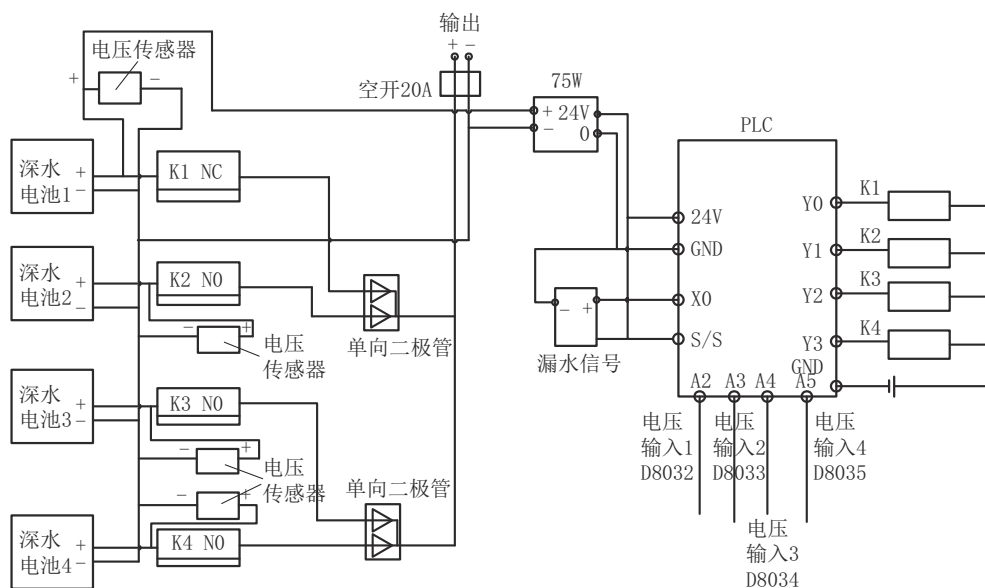 输出
+ -
电压传感器
+ -
空开20A
75W
+ 24V
- 0
PLC
深水
电池1
+
-
K1 NC
深水
电池2
+
-
K2 NO
- +
电压
传感器
单向二极管
深水
电池3
+
-
K3 NO
- +
电压
传感器
- +
单向二极管
深水
电池4
+
-
K4 NO
24V
GND
X0
S/S
- +
漏水信号
Y0
Y1
Y2
Y3
GND
K1
K2
K3
K4
A2 A3 A4 A5
电压
输入1
D8032
电压
输入2
D8033
电压
输入3
D8034
电压
输入4
D8035